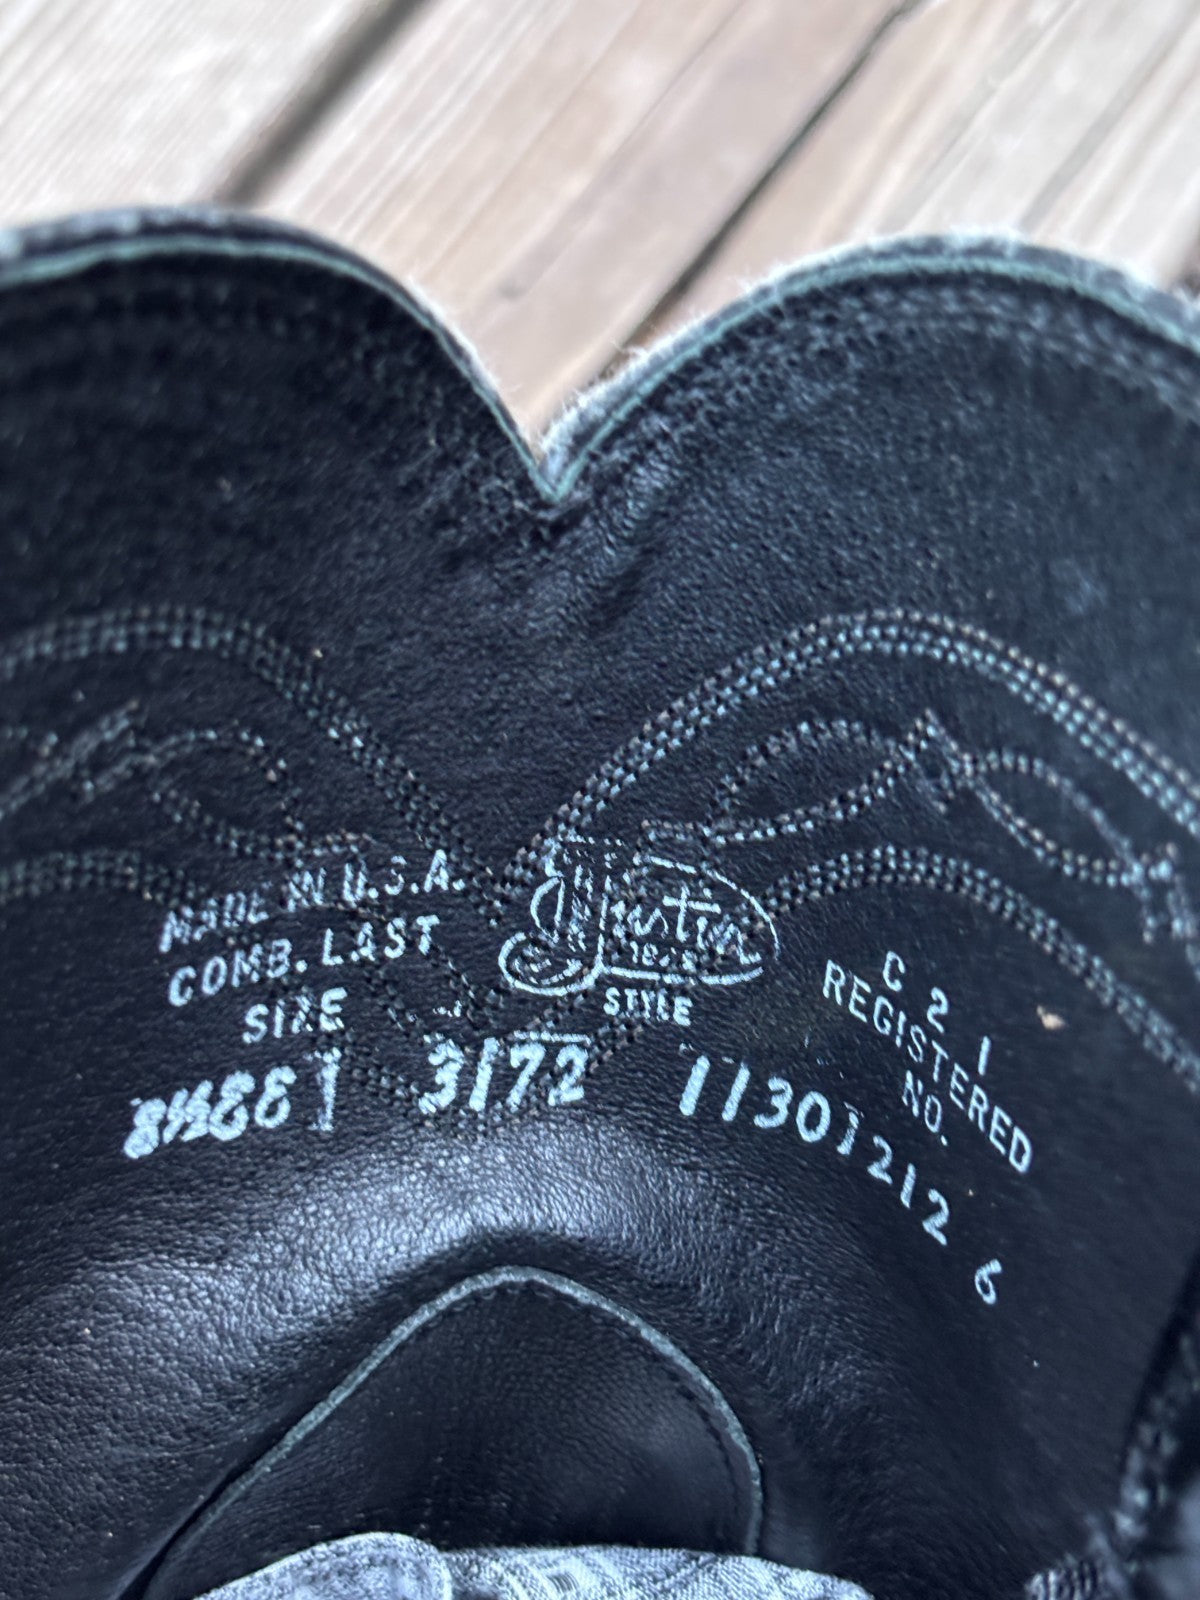 MADE IN U.S.A.
COMB. LAST
SIZE
Justin
STYLE
3172
C 2 1
REGISTERED
NO.
11301212 6